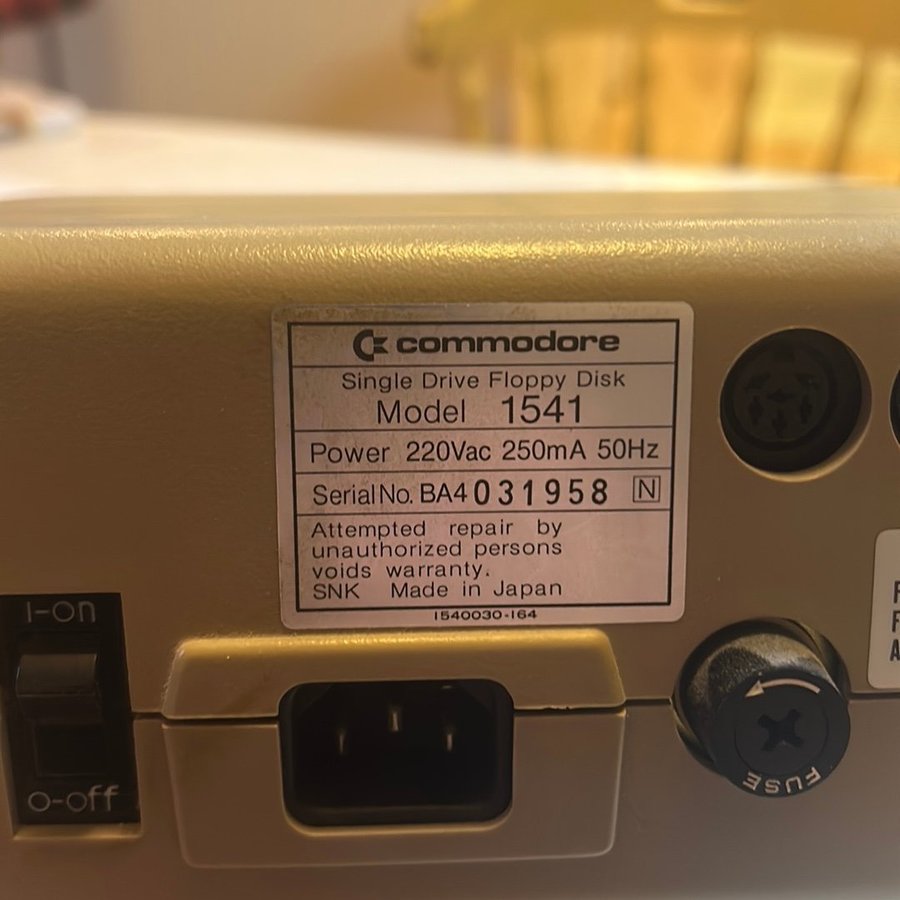 commodore
Single Drive Floppy Disk
Model 1541
Power 220Vac 250mA 50Hz
Serial No. BA4 031958 N
Attempted repair by
unauthorized persons
voids warranty.
SNK Made in Japan
1540030-164
I-on
O-off
FUSE